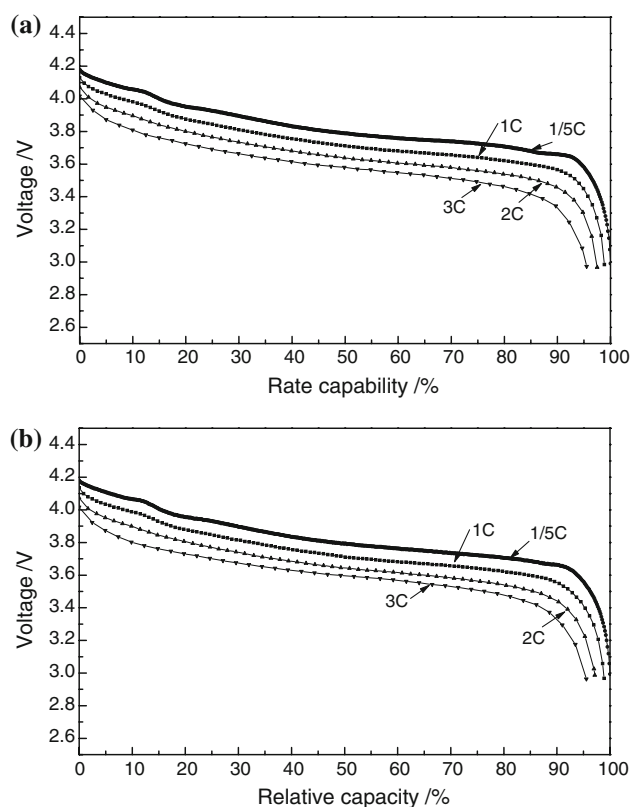 (a)
4.4
4.2
4.0
3.8
3.6
3.4
3.2
3.0
2.8
2.6
Voltage /V
1C
1/5C
3C
2C
0 10 20 30 40 50 60 70 80 90 100
Rate capability /%
(b)
4.4
4.2
4.0
3.8
3.6
3.4
3.2
3.0
2.8
2.6
Voltage /V
1C
1/5C
3C
2C
0 10 20 30 40 50 60 70 80 90 100
Relative capacity /%